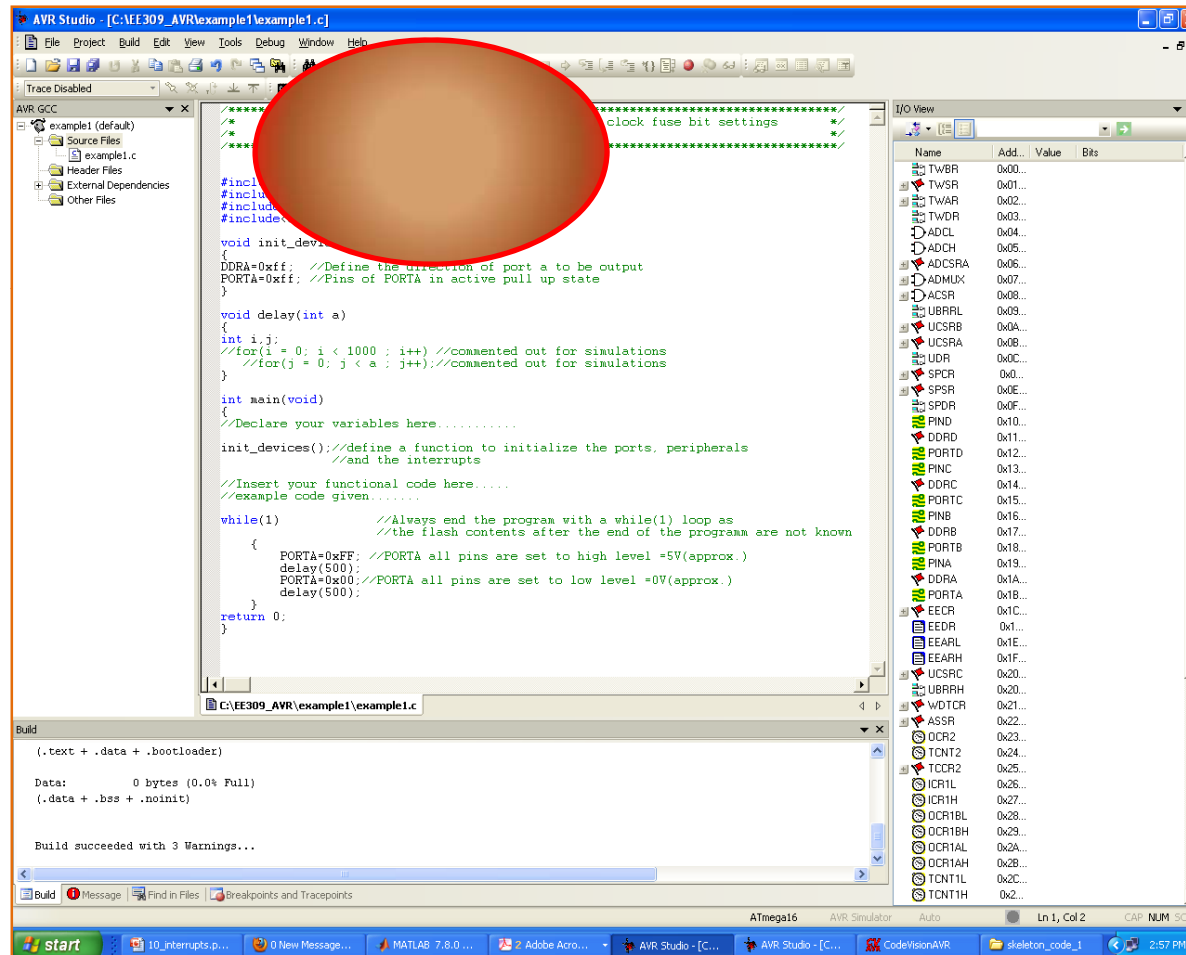 AVR Studio - [C:\EE309_AVR\example1\example1.c]
File Project Build Edit View Tools Debug Window Help
Trace Disabled
AVR GCC
example1 (default)
Source Files
example1.c
Header Files
External Dependencies
Other Files
clock fuse bit settings */
/* */
#incl
#inclu
#include
#include<
void init_devi
{
DDRA=0xff; //Define the direction of port a to be output
PORTA=0xff; //Pins of PORTA in active pull up state
}
void delay(int a)
{
int i,j;
//for(i = 0; i < 1000 ; i++) //commented out for simulations
//for(j = 0; j < a ; j++);//commented out for simulations
}
int main(void)
{
//Declare your variables here...........
init_devices();//define a function to initialize the ports, peripherals
//and the interrupts
//Insert your functional code here.....
//example code given.......
while(1) //Always end the program with a while(1) loop as
//the flash contents after the end of the programm are not known
{
PORTA=0xFF; //PORTA all pins are set to high level =5V(approx.)
delay(500);
PORTA=0x00;//PORTA all pins are set to low level =0V(approx.)
delay(500);
}
return 0;
}
C:\EE309_AVR\example1\example1.c
I/O View
Name Add... Value Bits
TWBR 0x00...
TWSR 0x01...
TWAR 0x02...
TWDR 0x03...
ADCL 0x04...
ADCH 0x05...
ADCSRA 0x06...
ADMUX 0x07...
ACSR 0x08...
UBRRL 0x09...
UCSRB 0x0A...
UCSRA 0x0B...
UDR 0x0C...
SPCR 0x0...
SPSR 0x0E...
SPDR 0x0F...
PIND 0x10...
DDRD 0x11...
PORTD 0x12...
PINC 0x13...
DDRC 0x14...
PORTC 0x15...
PINB 0x16...
DDRB 0x17...
PORTB 0x18...
PINA 0x19...
DDRA 0x1A...
PORTA 0x1B...
EECR 0x1C...
EEDR 0x1...
EEARL 0x1E...
EEARH 0x1F...
UCSRC 0x20...
UBRRH 0x20...
WDTCR 0x21...
ASSR 0x22...
OCR2 0x23...
TCNT2 0x24...
TCCR2 0x25...
ICR1L 0x26...
ICR1H 0x27...
OCR1BL 0x28...
OCR1BH 0x29...
OCR1AL 0x2A...
OCR1AH 0x2B...
TCNT1L 0x2C...
TCNT1H 0x2...
Build
(.text + .data + .bootloader)
Data: 0 bytes (0.0% Full)
(.data + .bss + .noinit)
Build succeeded with 3 Warnings...
Build Message Find in Files Breakpoints and Tracepoints
ATmega16 AVR Simulator Auto Ln 1, Col 2 CAP NUM
start 10_interrupts.p... 0 New Message... MATLAB 7.8.0 ... 2 Adobe Acro... AVR Studio - [C... AVR Studio - [C... CodeVisionAVR skeleton_code_1 2:57 PM